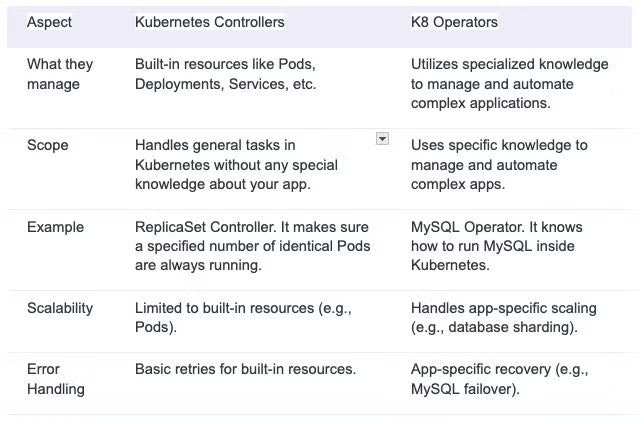 Aspect Kubernetes Controllers K8 Operators
What they manage
Built-in resources like Pods,
Deployments, Services, etc.
Utilizes specialized knowledge
to manage and automate
complex applications.
Scope
Handles general tasks in
Kubernetes without any special
knowledge about your app.
Uses specific knowledge to
manage and automate
complex apps.
Example
ReplicaSet Controller. It makes sure
a specified number of identical Pods
are always running.
MySQL Operator. It knows
how to run MySQL inside
Kubernetes.
Scalability
Limited to built-in resources (e.g.,
Pods).
Handles app-specific scaling
(e.g., database sharding).
Error
Handling
Basic retries for built-in resources.
App-specific recovery (e.g.,
MySQL failover).